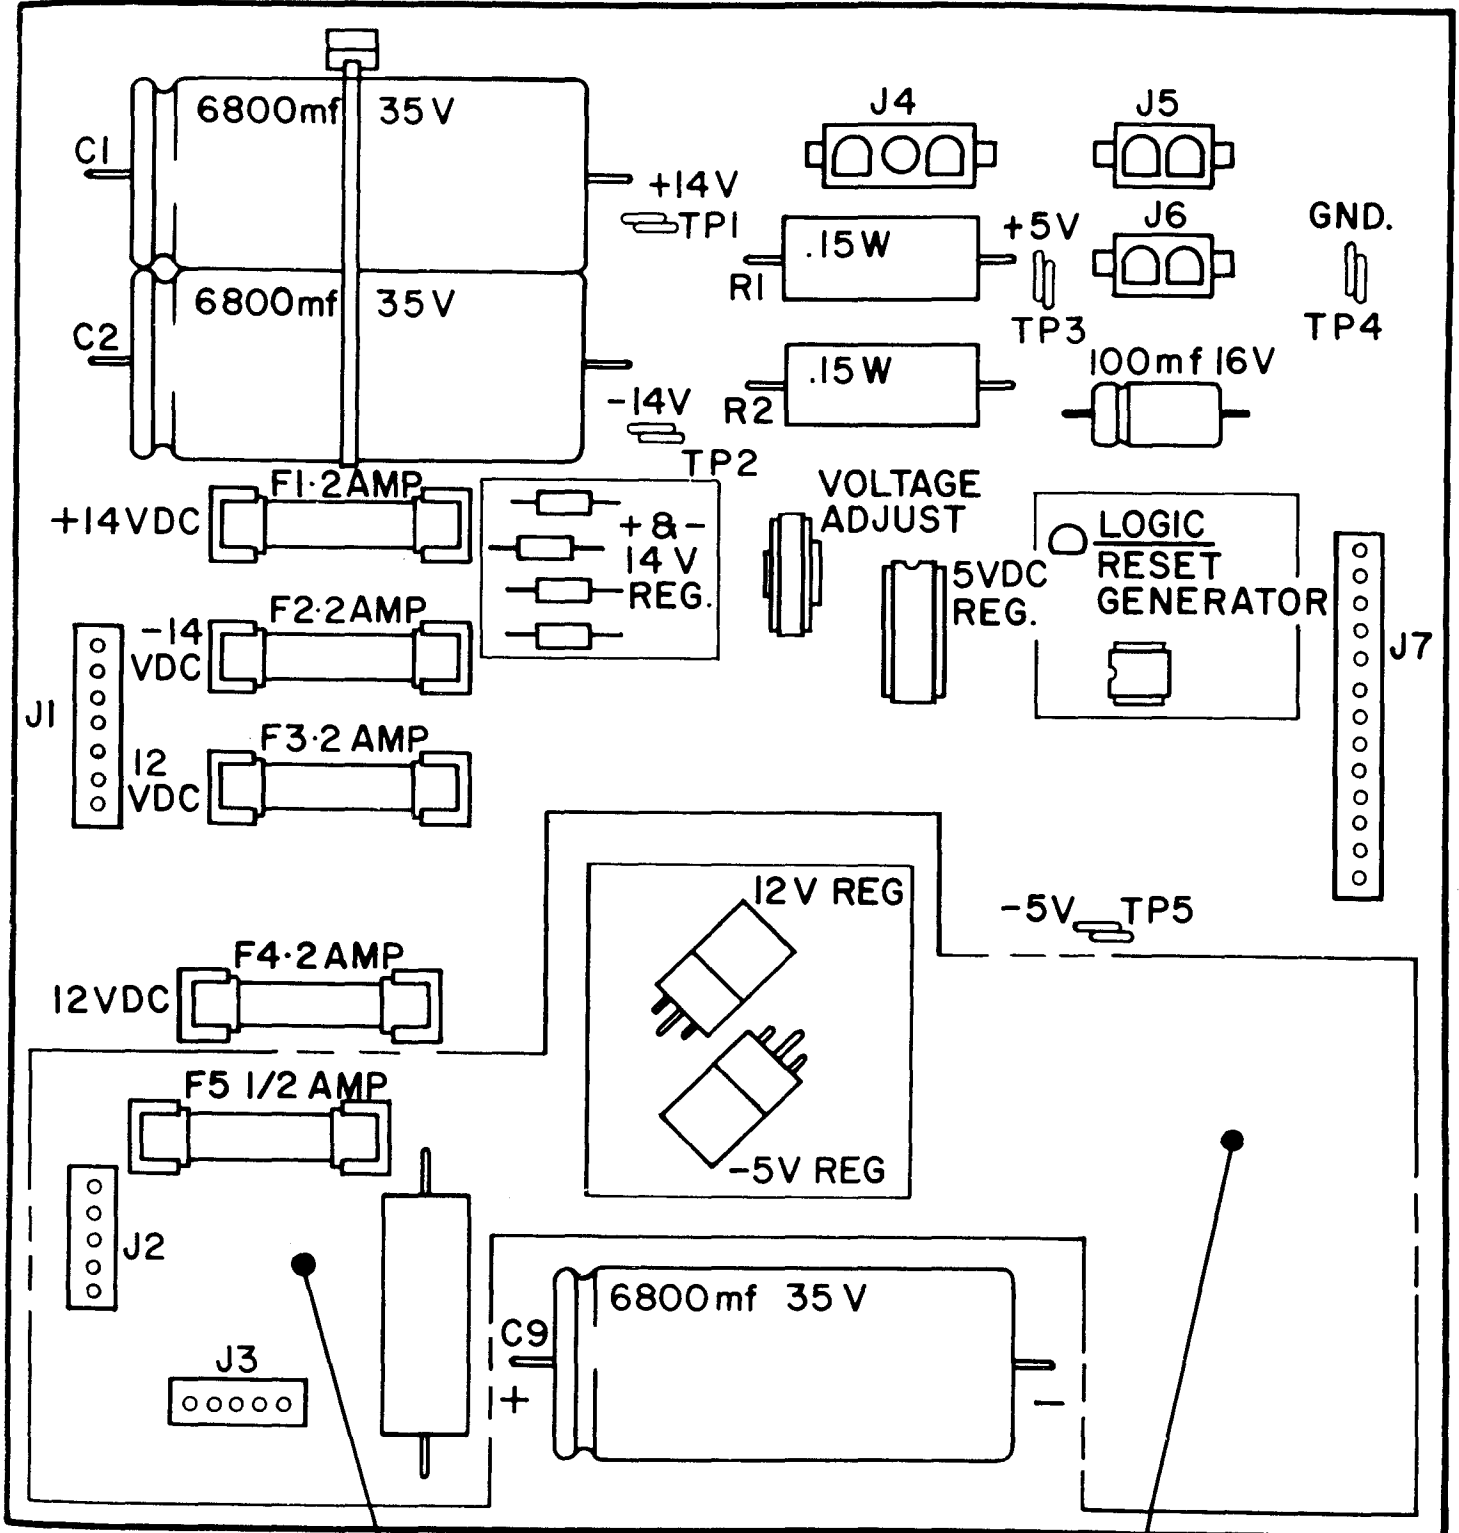 6800mf 35V
C1
+14V
TP1
J4
J5
R1
.15W
+5V
TP3
J6
GND.
TP4
6800mf 35V
C2
-14V
TP2
R2
.15W
100mf 16V
F1·2AMP
+14VDC
+ & -
14V
REG.
VOLTAGE
ADJUST
5VDC
REG.
LOGIC
RESET
GENERATOR
J7
F2·2AMP
-14
VDC
J1
F3·2 AMP
12
VDC
12V REG
-5V TP5
F4·2AMP
12VDC
F5 1/2 AMP
-5V REG
J2
J3
C9
6800mf 35V
+
-